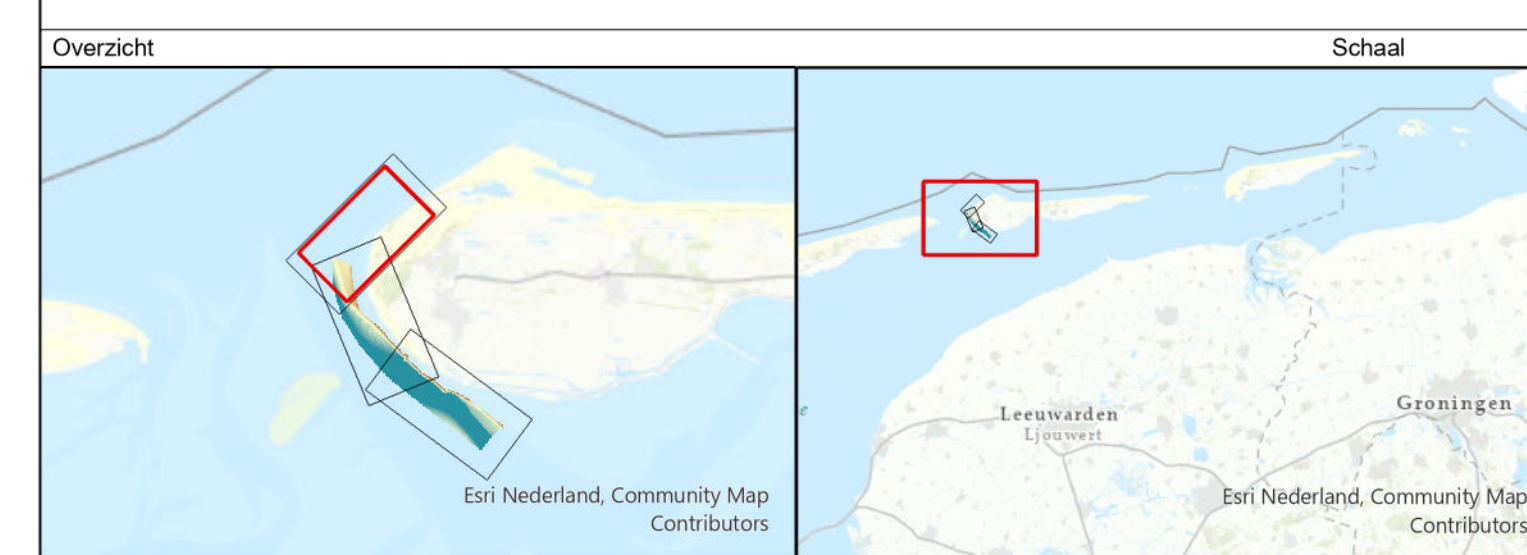 Overzicht
Schaal
Leeuwarden
Ljouwert
Groningen
Esri Nederland, Community Map
Contributors
Esri Nederland, Community Map
Contributors